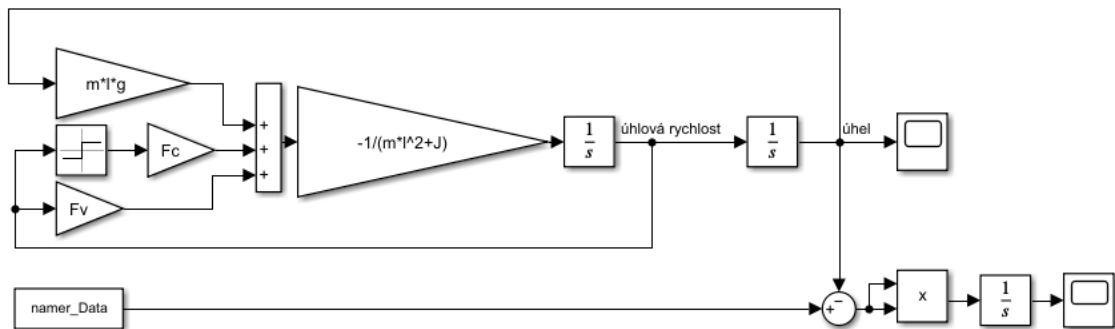 m*l*g
Fc
Fv
+
+
+
-1/(m*l^2+J)
1
s
úhlová rychlost
1
s
úhel
namer_Data
+
−
x
1
s